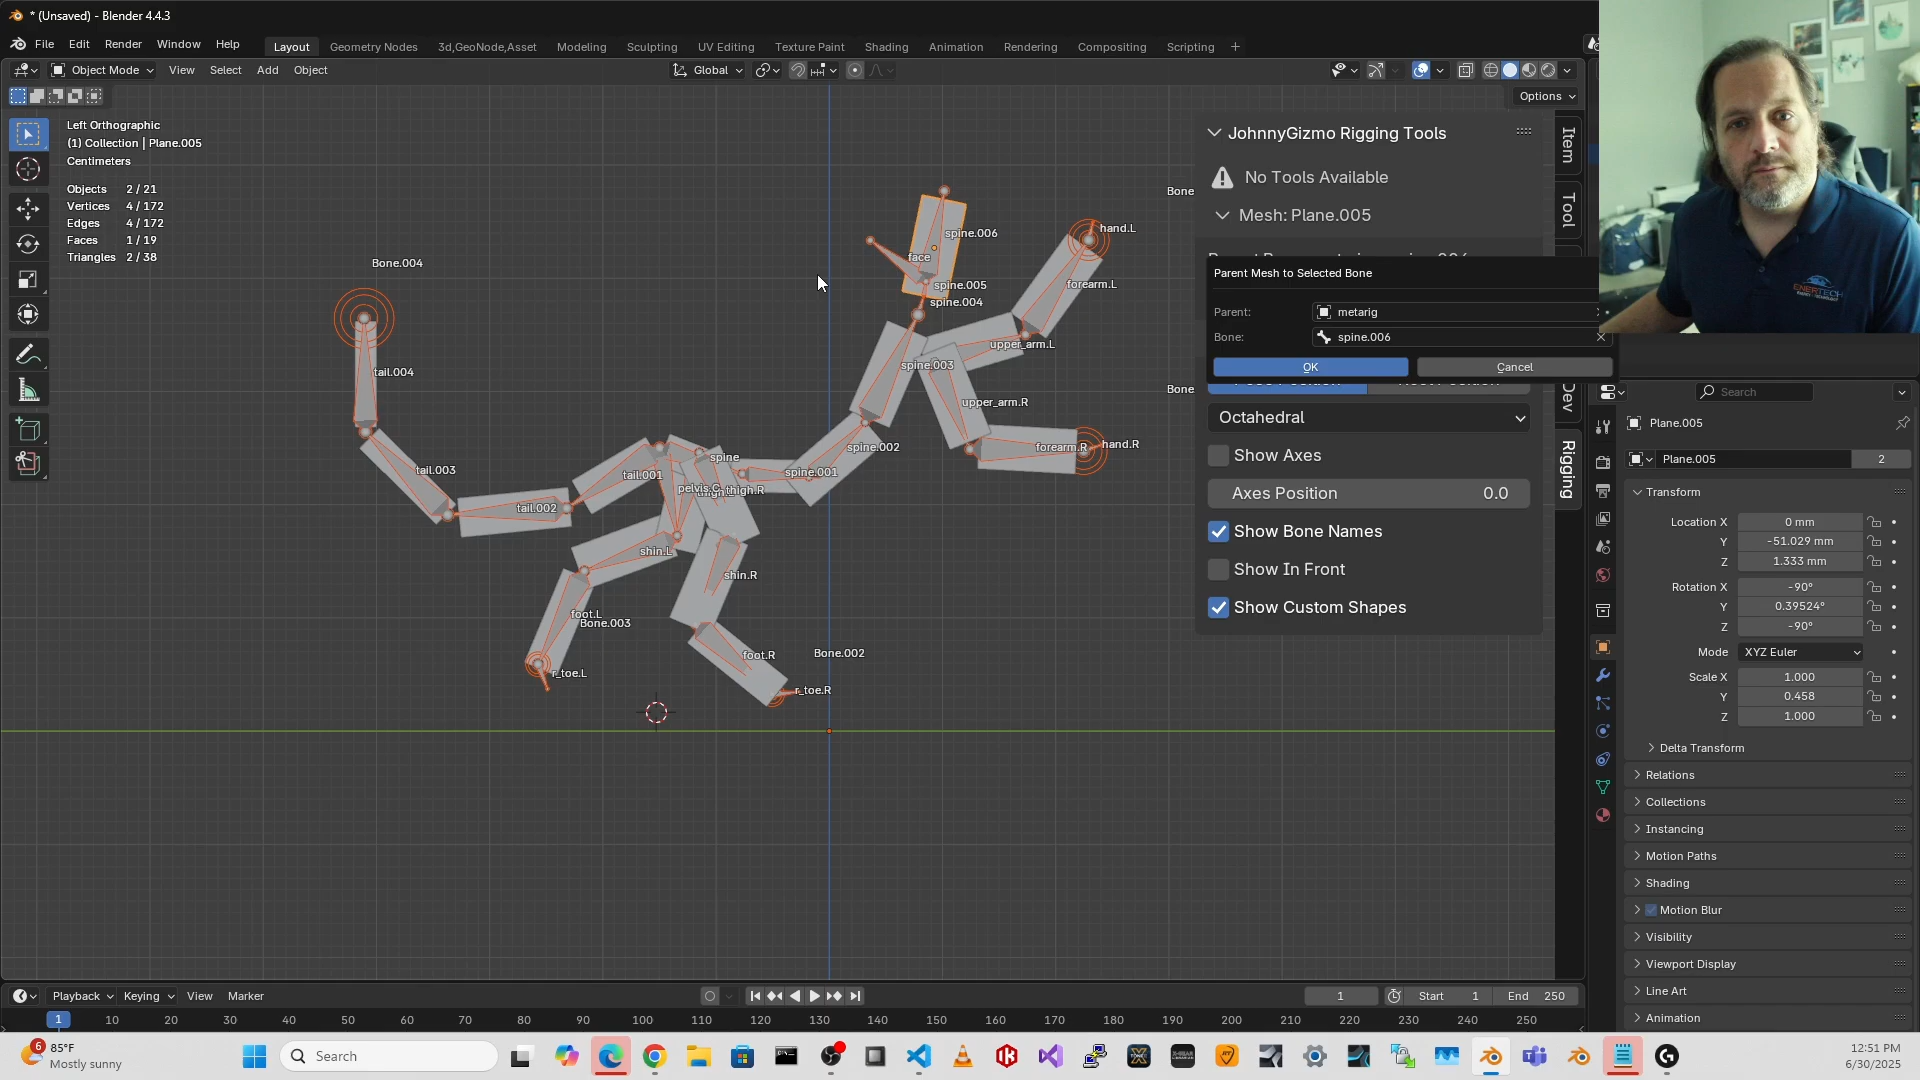 * (Unsaved) - Blender 4.4.3
File Edit Render Window Help
Layout Geometry Nodes 3d,GeoNode,Asset Modeling Sculpting UV Editing Texture Paint Shading Animation Rendering Compositing Scripting +
Object Mode View Select Add Object Global
Options
Left Orthographic
(1) Collection | Plane.005
Centimeters
Objects 2 / 21
Vertices 4 / 172
Edges 4 / 172
Faces 1 / 19
Triangles 2 / 38
Bone.004
tail.004
tail.003
tail.002
tail.001
spine
pelvis.C
thigh.R
spine.001
spine.002
spine.003
spine.004
spine.005
spine.006
face
hand.L
forearm.L
upper_arm.L
upper_arm.R
forearm.R
hand.R
shin.L
shin.R
foot.L
Bone.003
foot.R
Bone.002
r_toe.L
r_toe.R
Bone
Bone
JohnnyGizmo Rigging Tools
No Tools Available
Mesh: Plane.005
Parent Mesh to Selected Bone
Parent: metarig
Bone: spine.006
OK Cancel
Octahedral
Show Axes
Axes Position 0.0
Show Bone Names
Show In Front
Show Custom Shapes
Item
Tool
Dev
Rigging
ENERTECH
Search
Plane.005
Plane.005 2
Transform
Location X 0 mm
Y -51.029 mm
Z 1.333 mm
Rotation X -90°
Y 0.39524°
Z -90°
Mode XYZ Euler
Scale X 1.000
Y 0.458
Z 1.000
Delta Transform
Relations
Collections
Instancing
Motion Paths
Shading
Motion Blur
Visibility
Viewport Display
Line Art
Animation
Playback Keying View Marker 1 Start 1 End 250
1 10 20 30 40 50 60 70 80 90 100 110 120 130 140 150 160 170 180 190 200 210 220 230 240 250
6 85°F
Mostly sunny
Search
12:51 PM
6/30/2025